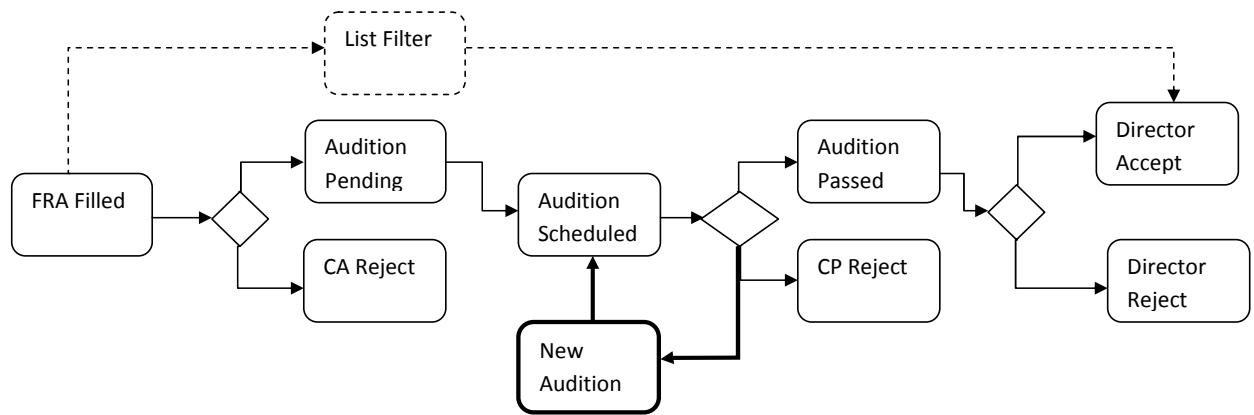 List Filter
FRA Filled
Audition
Pending
CA Reject
Audition
Scheduled
New
Audition
Audition
Passed
CP Reject
Director
Accept
Director
Reject